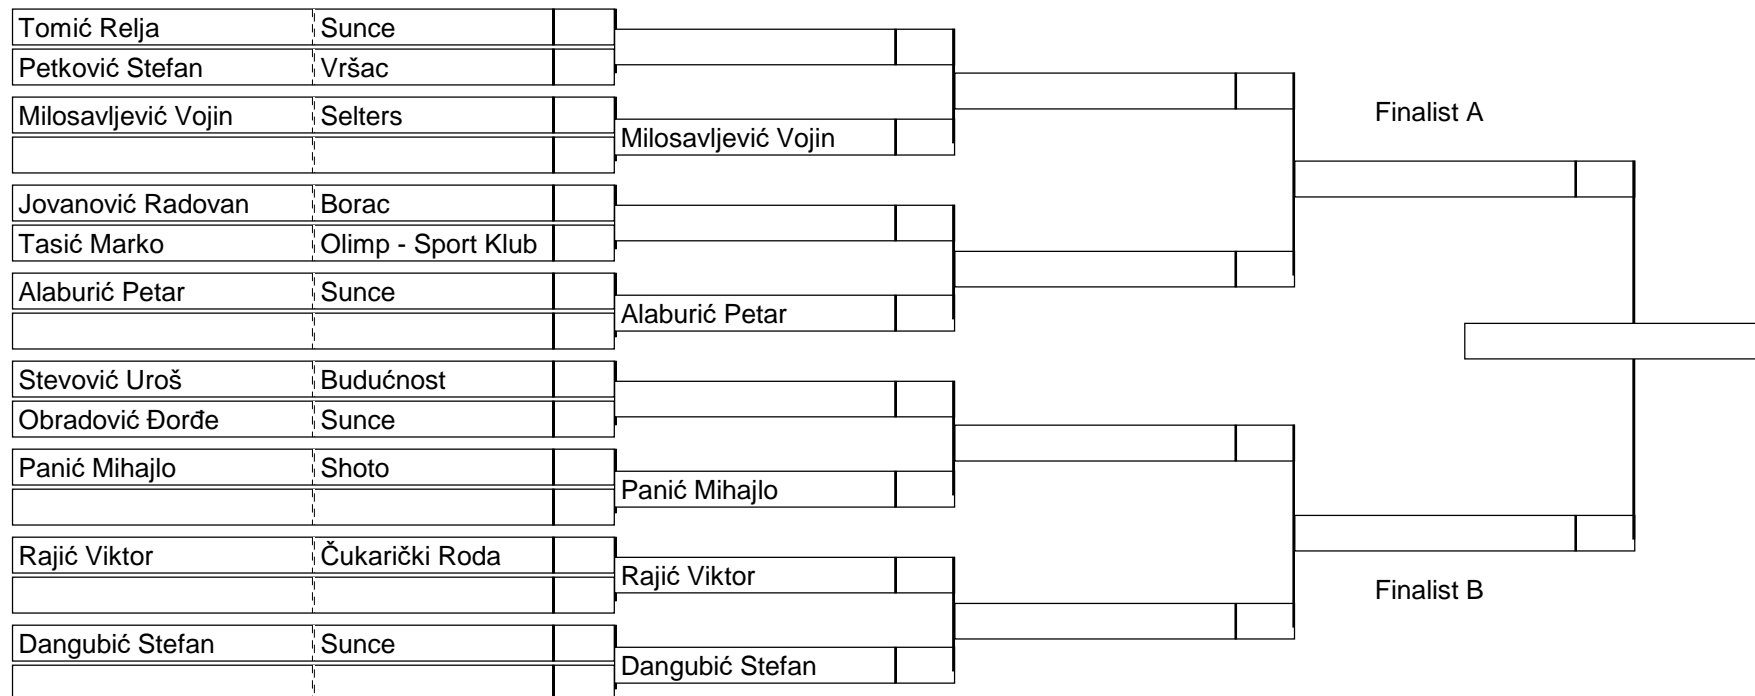 Tomić Relja Sunce
Petković Stefan Vršac
Milosavljević Vojin Selters
Milosavljević Vojin
Jovanović Radovan Borac
Tasić Marko Olimp - Sport Klub
Alaburić Petar Sunce
Alaburić Petar
Stevović Uroš Budućnost
Obradović Đorđe Sunce
Panić Mihajlo Shoto
Panić Mihajlo
Rajić Viktor Čukarički Roda
Rajić Viktor
Dangubić Stefan Sunce
Dangubić Stefan
Finalist A
Finalist B